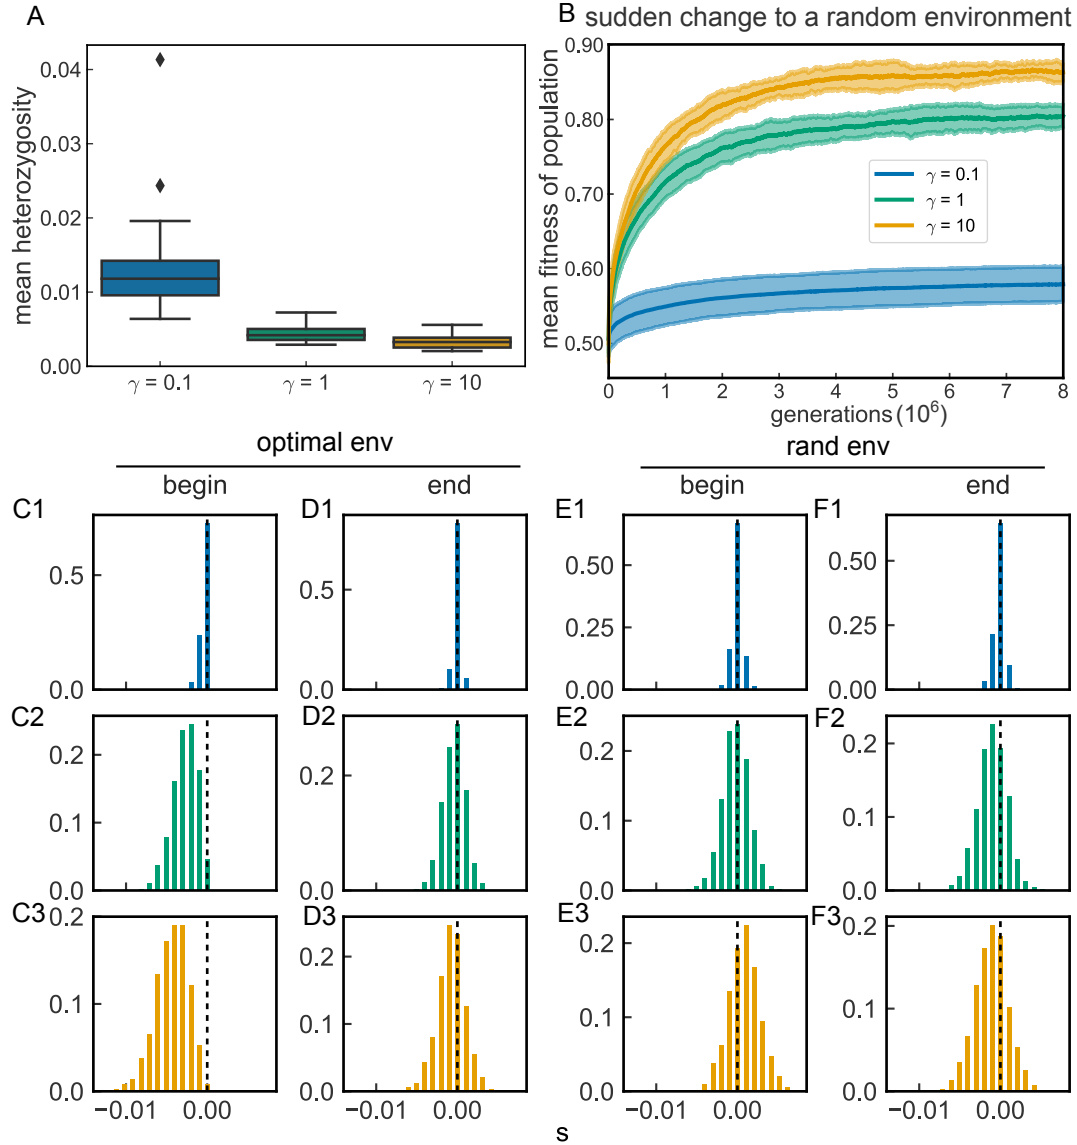 A
B sudden change to a random environment
mean heterozygosity
0.04
0.03
0.02
0.01
0.00
γ = 0.1
γ = 1
γ = 10
mean fitness of population
0.90
0.80
0.70
0.60
0.50
γ = 0.1
γ = 1
γ = 10
0 1 2 3 4 5 6 7 8
generations (10⁶)
optimal env
rand env
begin
end
begin
end
C1
0.5
0.0
D1
0.5
0.0
E1
0.50
0.25
0.00
F1
0.50
0.25
0.00
C2
0.2
0.1
0.0
D2
0.2
0.0
E2
0.2
0.1
0.0
F2
0.2
0.1
0.0
C3
0.2
0.1
0.0
−0.01 0.00
D3
0.2
0.1
0.0
−0.01 0.00
E3
0.2
0.1
0.0
−0.01 0.00
F3
0.2
0.1
0.0
−0.01 0.00
s